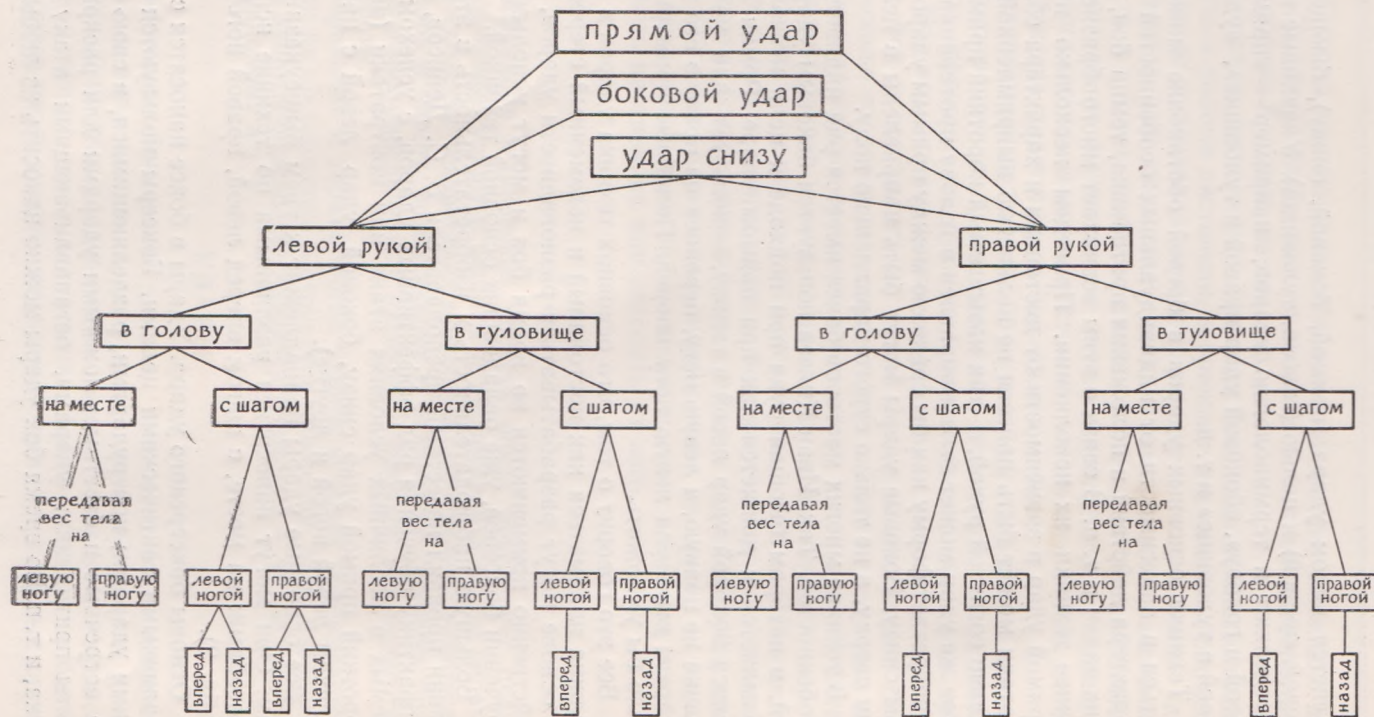 прямой удар
боковой удар
удар снизу
левой рукой
правой рукой
в голову
в туловище
в голову
в туловище
на месте
с шагом
на месте
с шагом
на месте
с шагом
на месте
с шагом
передавая
вес тела
на
передавая
вес тела
на
передавая
вес тела
на
передавая
вес тела
на
левую
ногу
правую
ногу
левой
ногой
правой
ногой
левую
ногу
правую
ногу
левой
ногой
правой
ногой
левую
ногу
правую
ногу
левой
ногой
правой
ногой
левую
ногу
правую
ногу
левой
ногой
правой
ногой
вперед
назад
вперед
назад
вперед
назад
вперед
назад
вперед
назад